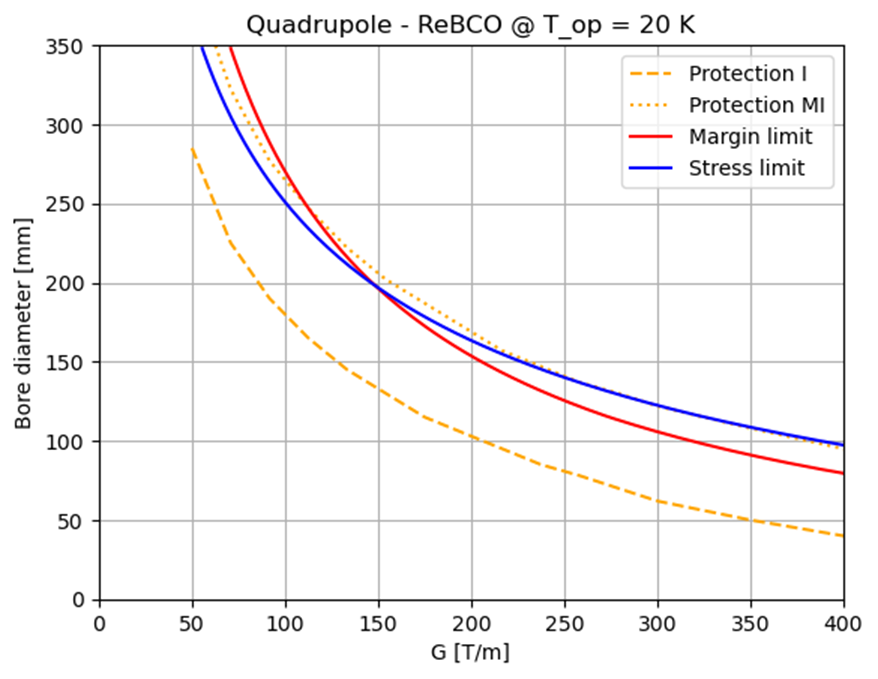 Quadrupole - ReBCO @ T_op = 20 K
Protection I
Protection MI
Margin limit
Stress limit
Bore diameter [mm]
350
300
250
200
150
100
50
0
0 50 100 150 200 250 300 350 400
G [T/m]